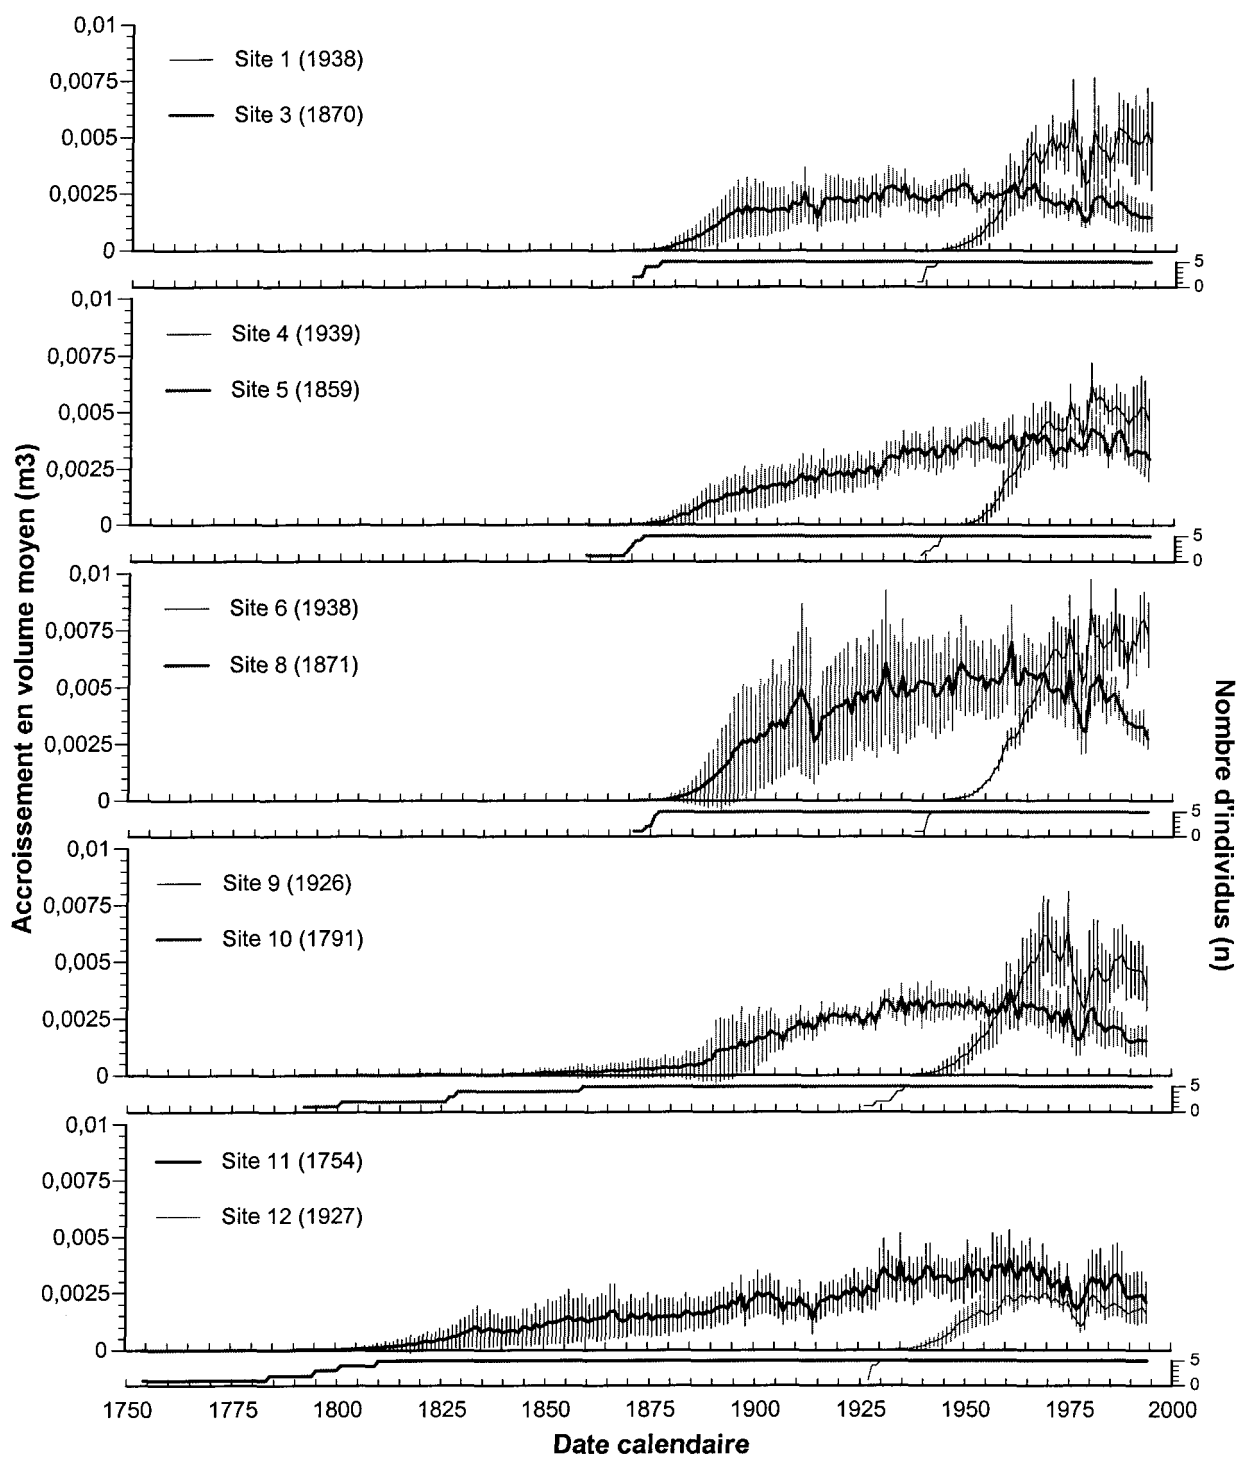 0,01
Site 1 (1938)
0,0075
Site 3 (1870)
0,005
0,0025
0
5
0
0,01
Site 4 (1939)
0,0075
Site 5 (1859)
0,005
0,0025
0
5
0
0,01
Site 6 (1938)
0,0075
Site 8 (1871)
0,005
0,0025
0
5
0
0,01
Site 9 (1926)
0,0075
Site 10 (1791)
0,005
0,0025
0
5
0
0,01
Site 11 (1754)
0,0075
Site 12 (1927)
0,005
0,0025
0
5
0
1750 1775 1800 1825 1850 1875 1900 1925 1950 1975 2000
Date calendaire
Accroissement en volume moyen (m3)
Nombre d'individus (n)